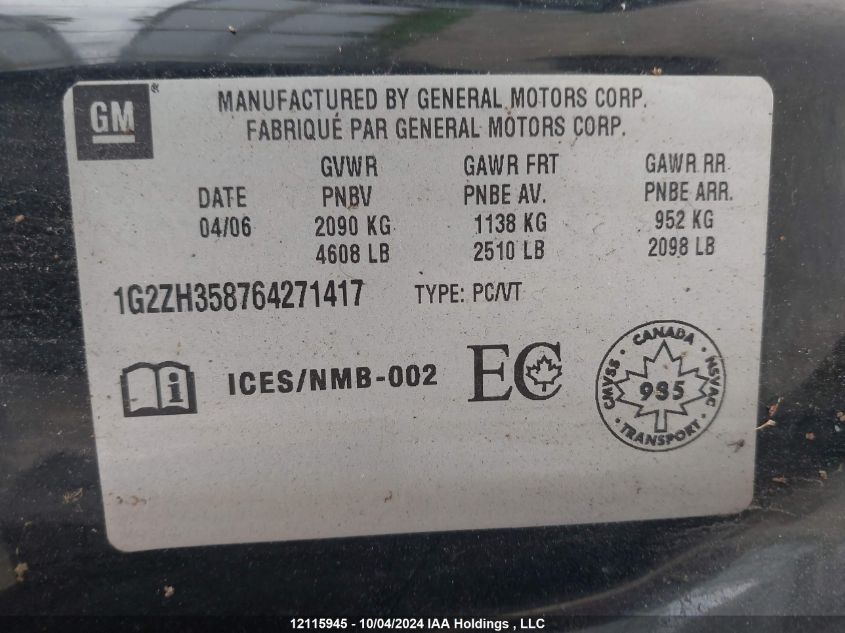 GM®
MANUFACTURED BY GENERAL MOTORS CORP.
FABRIQUÉ PAR GENERAL MOTORS CORP.
GVWR GAWR FRT GAWR RR
DATE PNBV PNBE AV. PNBE ARR.
04/06 2090 KG 1138 KG 952 KG
4608 LB 2510 LB 2098 LB
1G2ZH358764271417 TYPE: PC/VT
i ICES/NMB-002 EC
CMVSS · CANADA · NSVAC
985
· TRANSPORT ·
12115945 - 10/04/2024 IAA Holdings , LLC